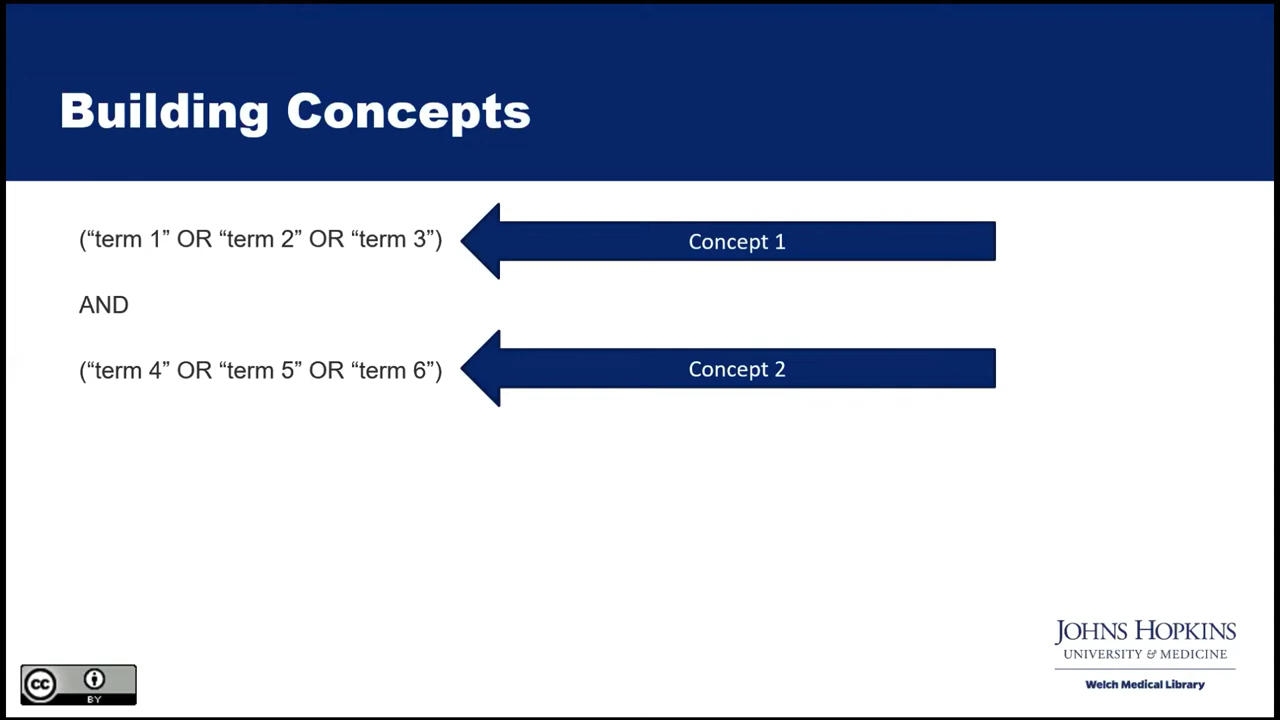 Building Concepts
(“term 1” OR “term 2” OR “term 3”)
Concept 1
AND
(“term 4” OR “term 5” OR “term 6”)
Concept 2
JOHNS HOPKINS
UNIVERSITY & MEDICINE
Welch Medical Library
cc
BY